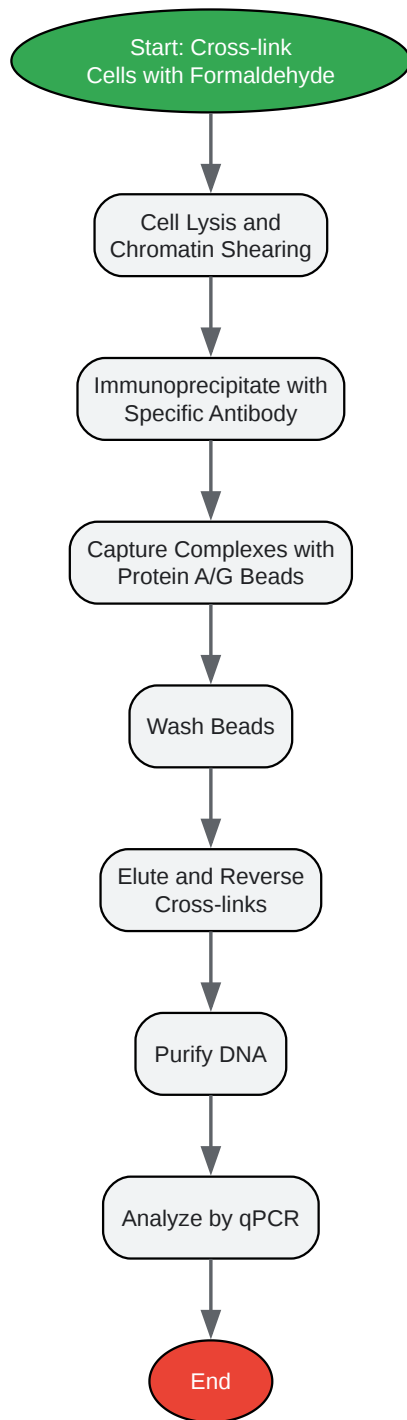 Start: Cross-link
Cells with Formaldehyde
Cell Lysis and
Chromatin Shearing
Immunoprecipitate with
Specific Antibody
Capture Complexes with
Protein A/G Beads
Wash Beads
Elute and Reverse
Cross-links
Purify DNA
Analyze by qPCR
End